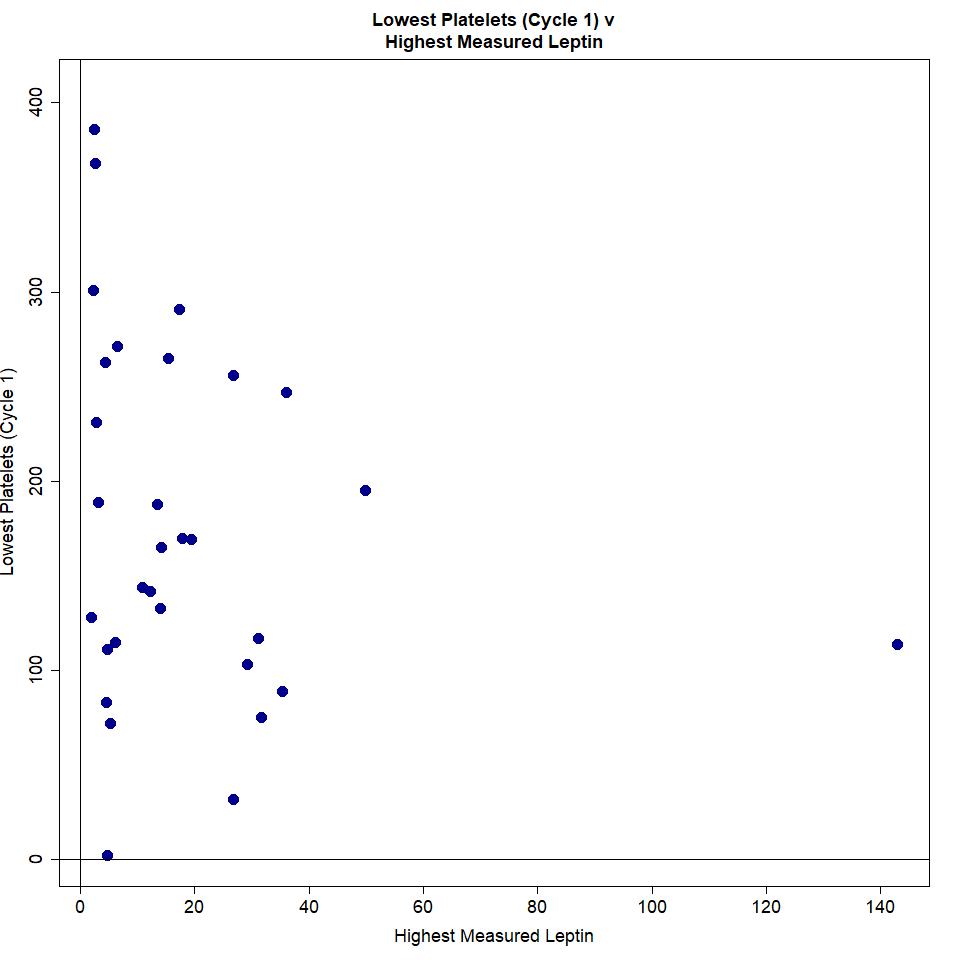 Lowest Platelets (Cycle 1) v
Highest Measured Leptin
400
300
200
100
0
Lowest Platelets (Cycle 1)
0 20 40 60 80 100 120 140
Highest Measured Leptin